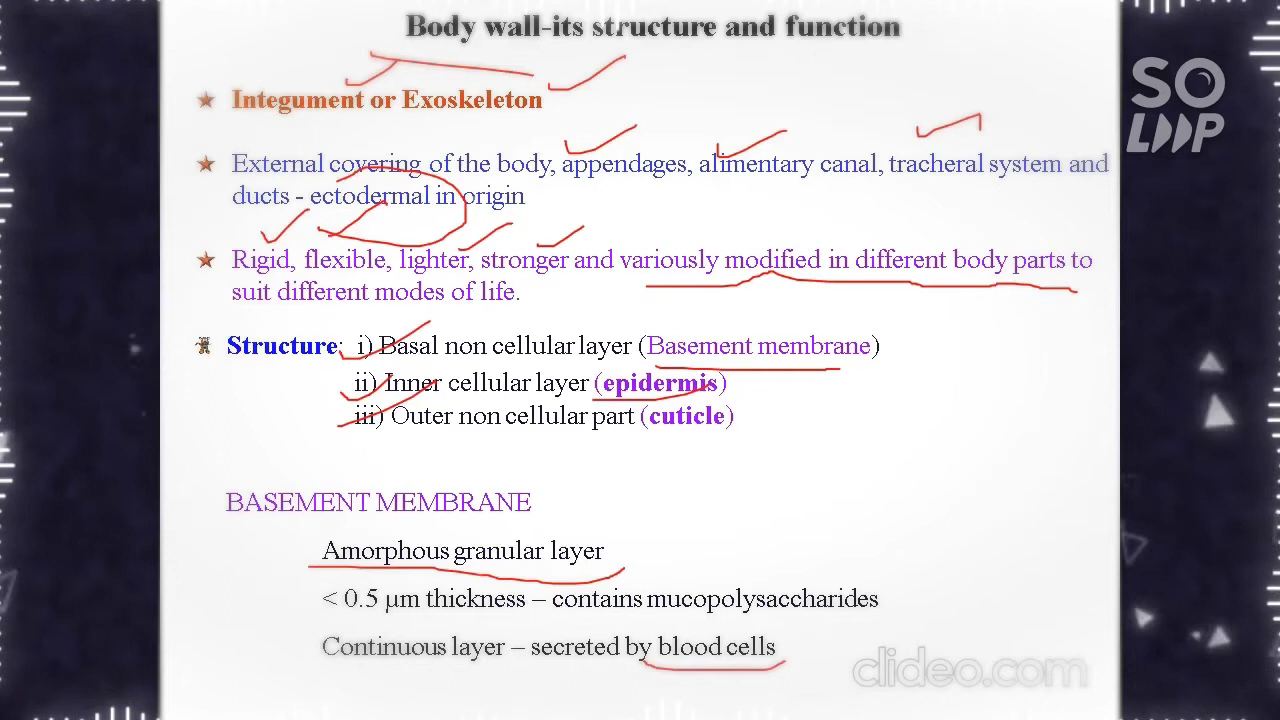 Body wall-its structure and function
Integument or Exoskeleton
External covering of the body, appendages, alimentary canal, tracheral system and
ducts - ectodermal in origin
Rigid, flexible, lighter, stronger and variously modified in different body parts to
suit different modes of life.
Structure: i) Basal non cellular layer (Basement membrane)
ii) Inner cellular layer (epidermis)
iii) Outer non cellular part (cuticle)
BASEMENT MEMBRANE
Amorphous granular layer
< 0.5 μm thickness – contains mucopolysaccharides
Continuous layer – secreted by blood cells
SO
LOOP
clideo.com